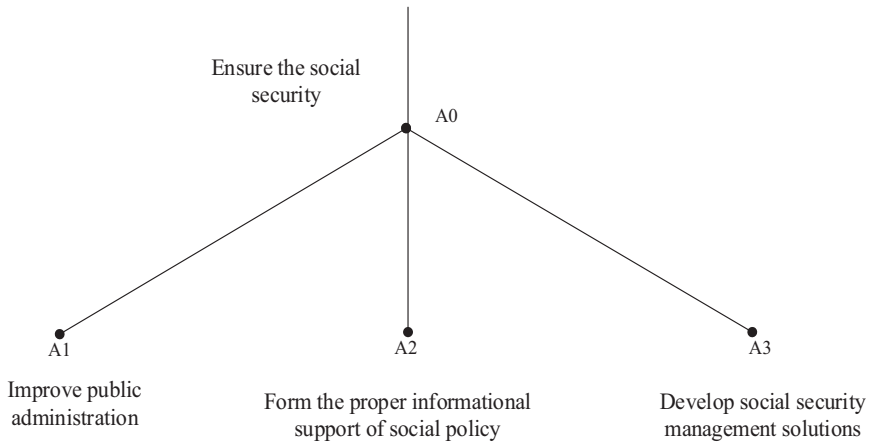 Ensure the social
security
A0
A1
A2
A3
Improve public
administration
Form the proper informational
support of social policy
Develop social security
management solutions